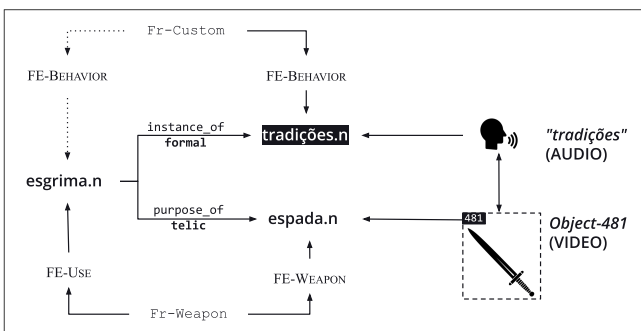 Fr-Custom
FE-BEHAVIOR
FE-BEHAVIOR
instance_of
formal
tradições.n
"tradições"
(AUDIO)
esgrima.n
purpose_of
telic
espada.n
481
Object-481
(VIDEO)
FE-USE
FE-WEAPON
Fr-Weapon